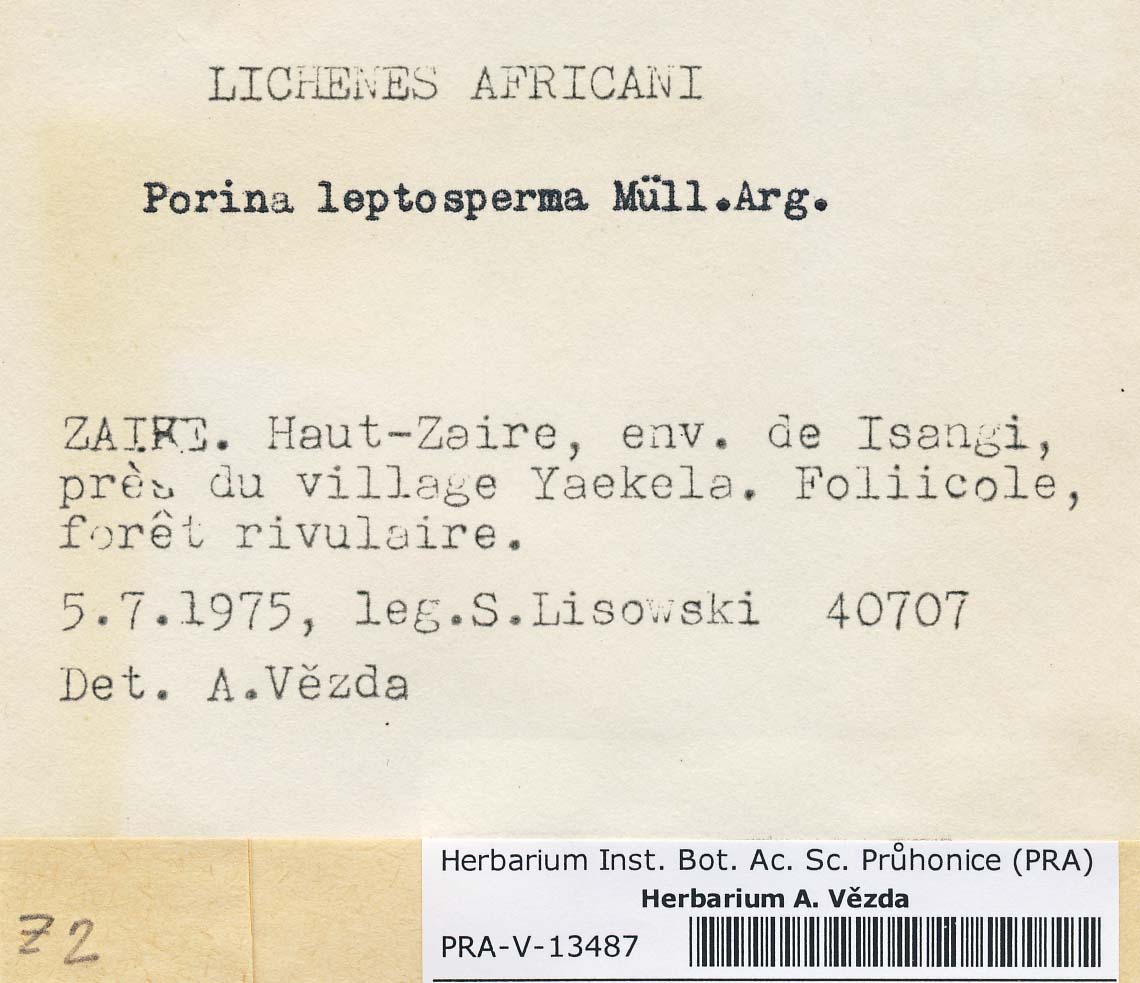 LICHENES AFRICANI
Porina leptosperma Müll.Arg.
ZAIRE. Haut-Zaire, env. de Isangi,
près du village Yaekela. Foliicole,
forêt rivulaire.
5.7.1975, leg.S.Lisowski 40707
Det. A.Vězda
Herbarium Inst. Bot. Ac. Sc. Průhonice (PRA)
Herbarium A. Vězda
PRA-V-13487
Z2